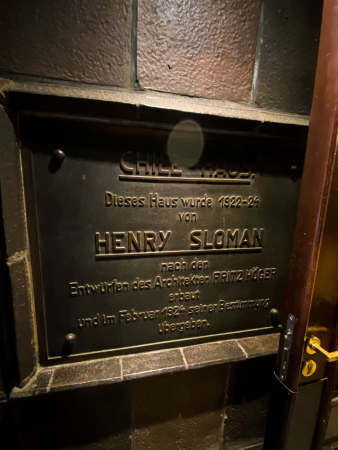 CHILE HAUS.
Dieses Haus wurde 1922-24
von
HENRY SLOMAN
nach den
Entwürfen des Architekten FRITZ HÖGER
erbaut
und im Februar 1924 seiner Bestimmung
übergeben.